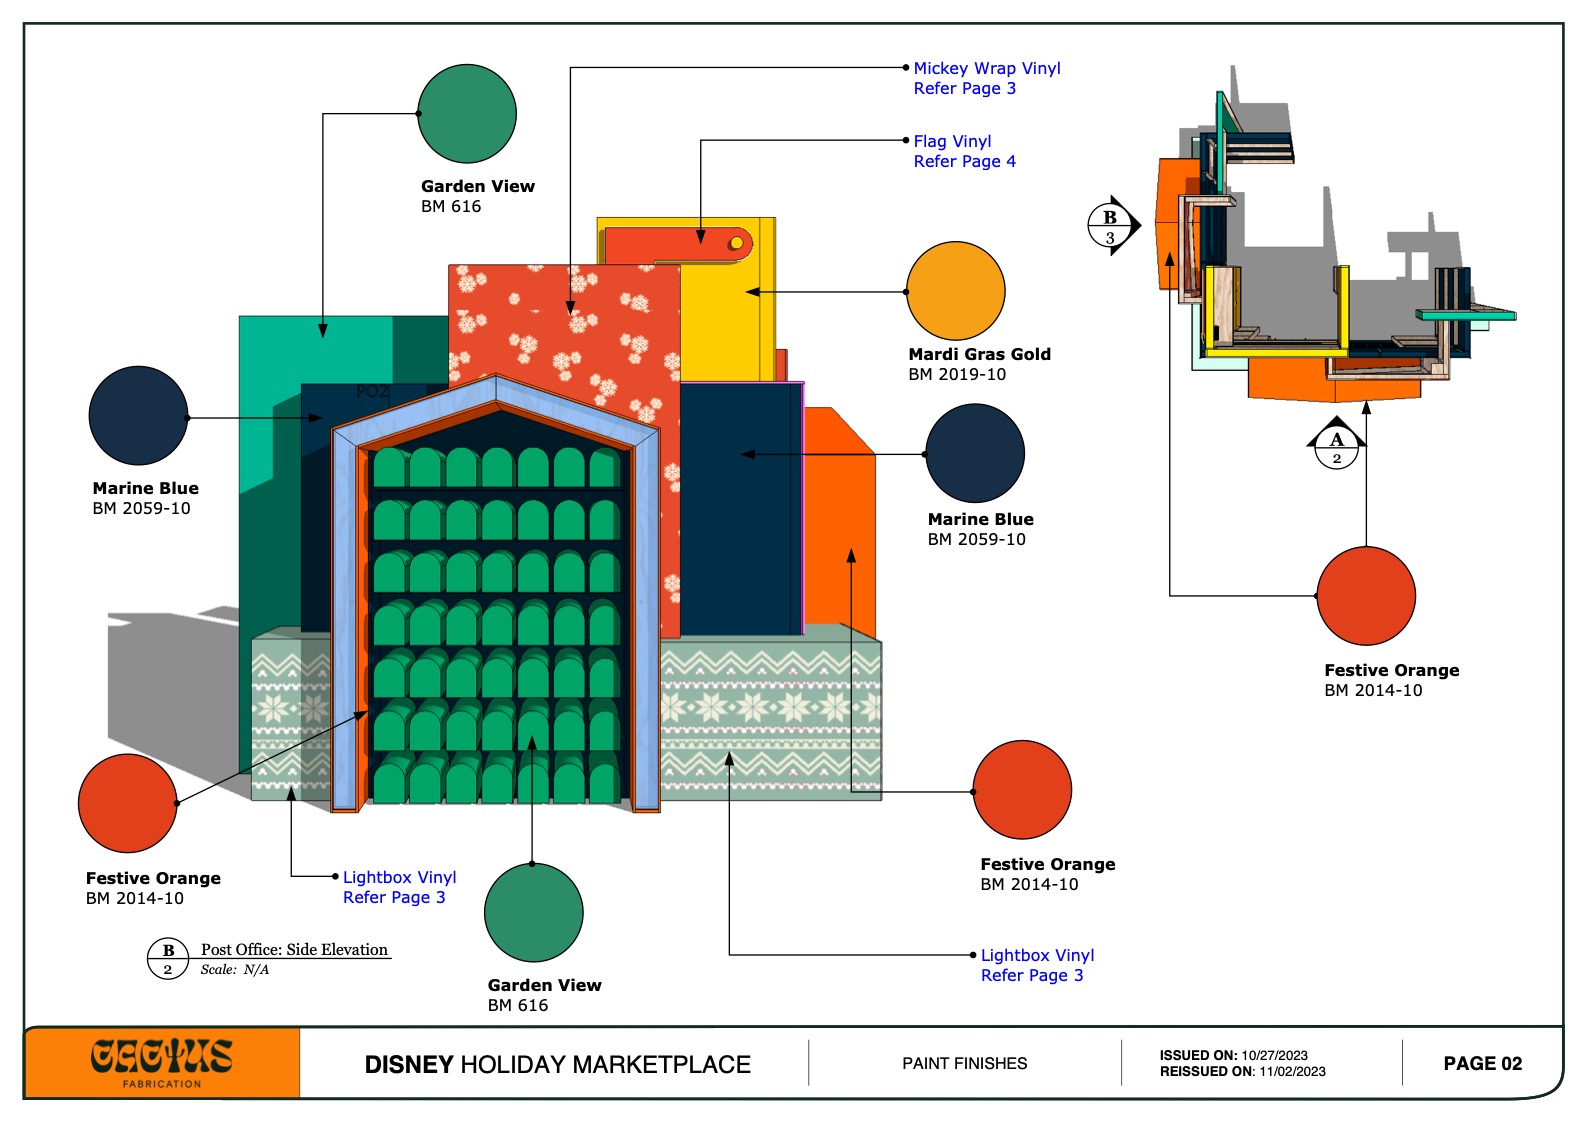 Mickey Wrap Vinyl
Refer Page 3
Flag Vinyl
Refer Page 4
Garden View
BM 616
B
3
Mardi Gras Gold
BM 2019-10
PO2
A
2
Marine Blue
BM 2059-10
Marine Blue
BM 2059-10
Festive Orange
BM 2014-10
Festive Orange
BM 2014-10
Festive Orange
BM 2014-10
Lightbox Vinyl
Refer Page 3
B
2
Post Office: Side Elevation
Scale: N/A
Garden View
BM 616
Lightbox Vinyl
Refer Page 3
CACTUS
FABRICATION
DISNEY HOLIDAY MARKETPLACE
PAINT FINISHES
ISSUED ON: 10/27/2023
REISSUED ON: 11/02/2023
PAGE 02